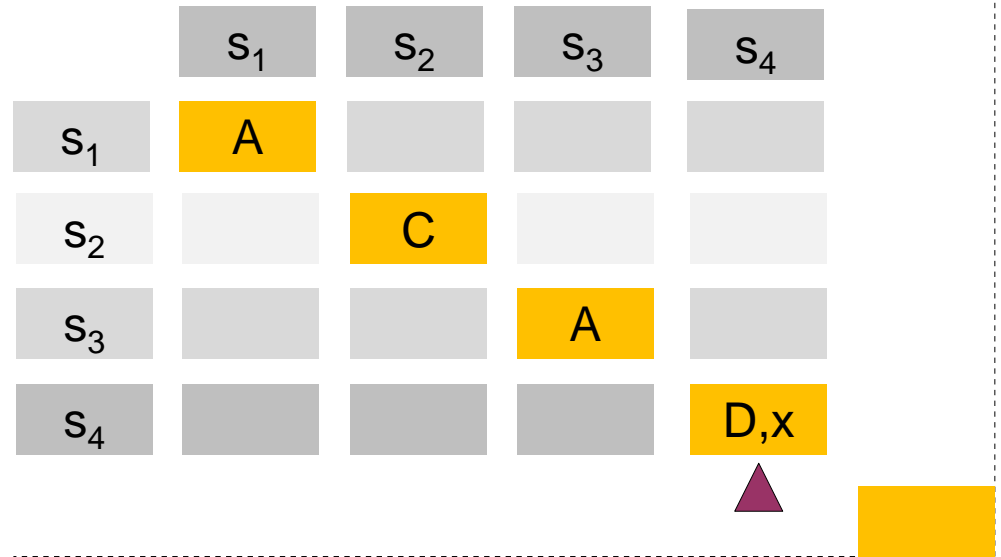 s₁ s₂ s₃ s₄
s₁ A
s₂ C
s₃ A
s₄ D,x